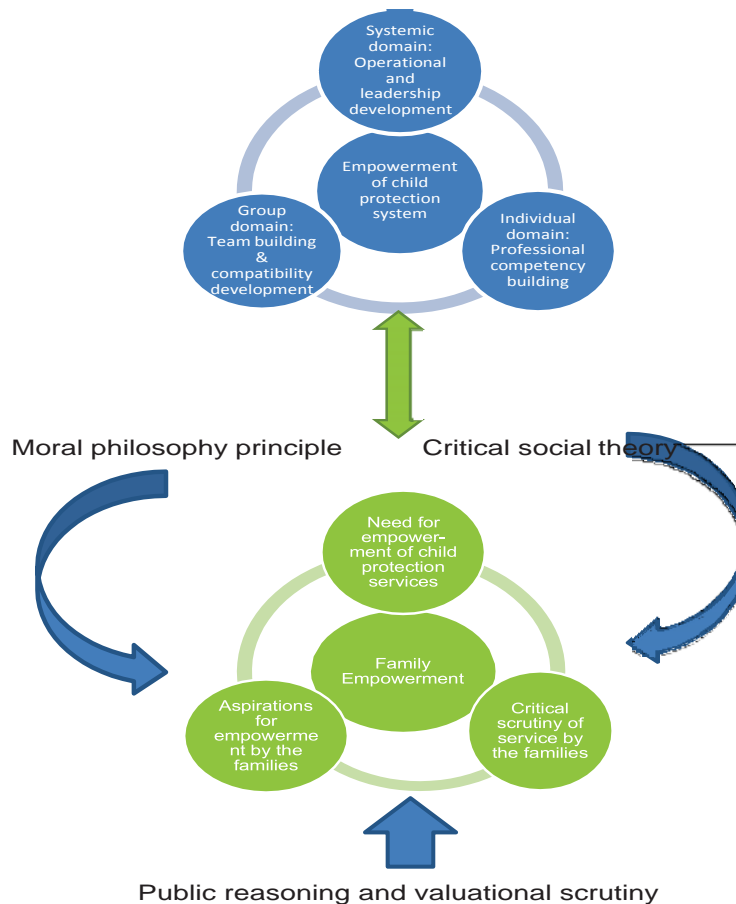 Systemic
domain:
Operational
and
leadership
development
Empowerment
of child
protection
system
Group
domain:
Team building
&
compatibility
development
Individual
domain:
Professional
competency
building
Moral philosophy principle
Critical social theory
Need for
empower-
ment of child
protection
services
Family
Empowerment
Aspirations
for
empowerme
nt by the
families
Critical
scrutiny of
service by
the families
Public reasoning and valuational scrutiny